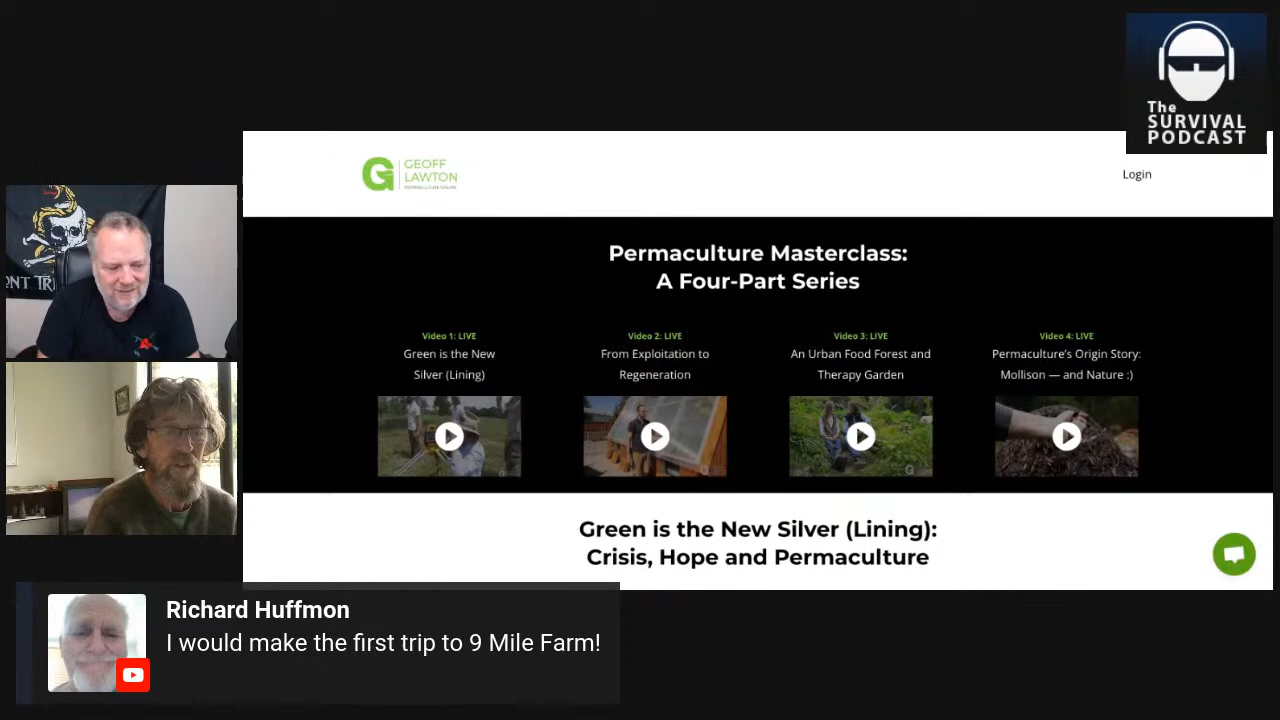 The
SURVIVAL
PODCAST
GEOFF
LAWTON
PERMACULTURE ONLINE
Login
Permaculture Masterclass:
A Four-Part Series
Video 1: LIVE
Green is the New
Silver (Lining)
Video 2: LIVE
From Exploitation to
Regeneration
Video 3: LIVE
An Urban Food Forest and
Therapy Garden
Video 4: LIVE
Permaculture's Origin Story:
Mollison — and Nature :)
Green is the New Silver (Lining):
Crisis, Hope and Permaculture
Richard Huffmon
I would make the first trip to 9 Mile Farm!